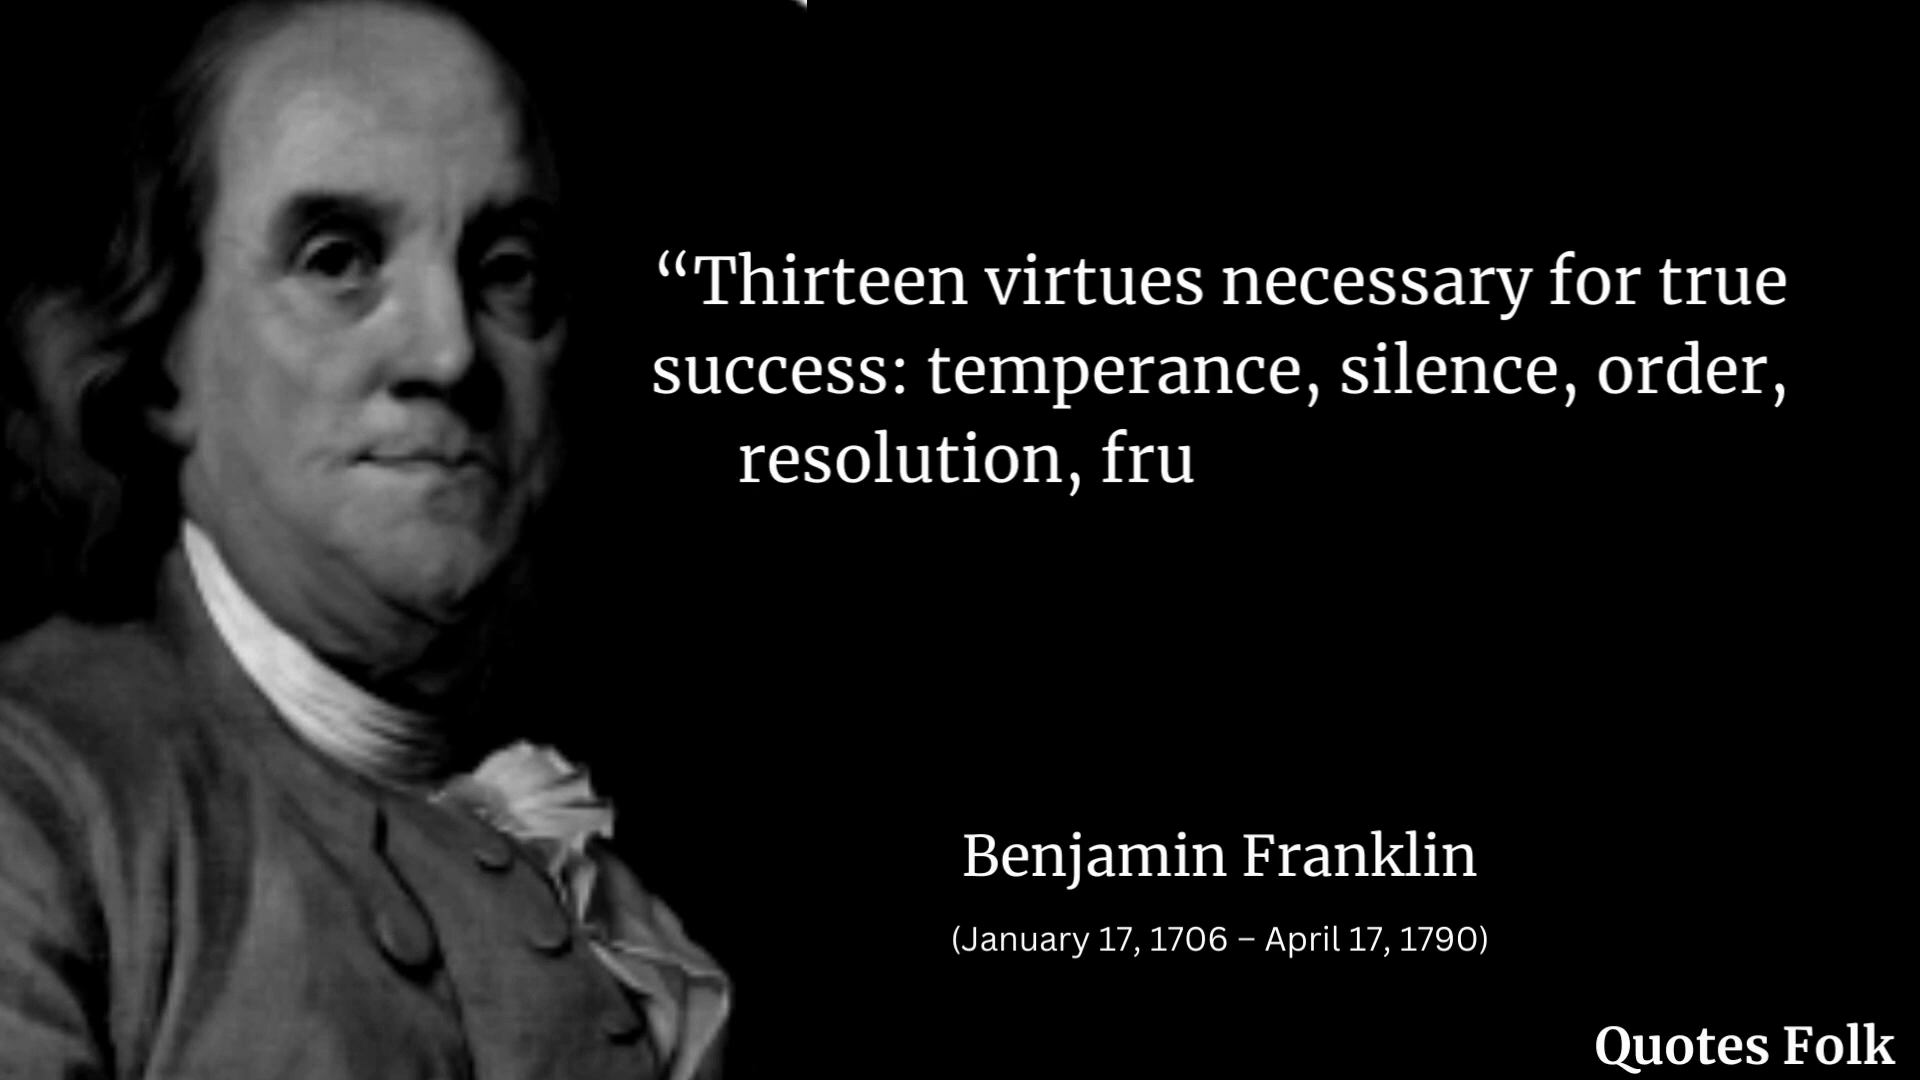 “Thirteen virtues necessary for true
success: temperance, silence, order,
resolution, fru
Benjamin Franklin
(January 17, 1706 – April 17, 1790)
Quotes Folk